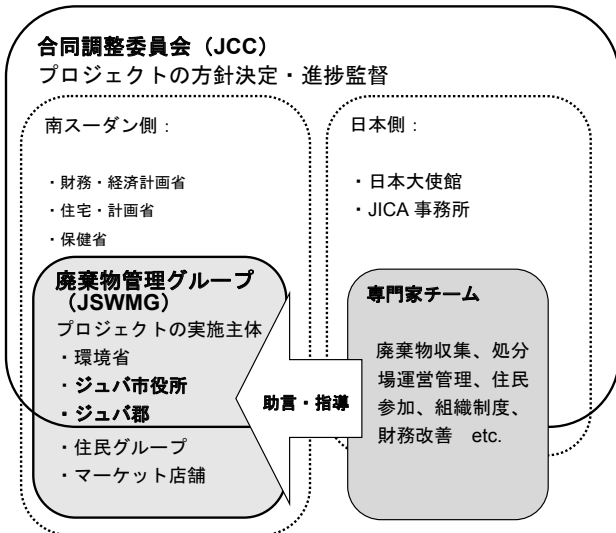 合同調整委員会（JCC）
プロジェクトの方針決定・進捗監督
南スーダン側：
・財務・経済計画省
・住宅・計画省
・保健省
廃棄物管理グループ
（JSWMG）
プロジェクトの実施主体
・環境省
・ジュバ市役所
・ジュバ郡
・住民グループ
・マーケット店舗
助言・指導
日本側：
・日本大使館
・JICA 事務所
専門家チーム
廃棄物収集、処分
場運営管理、住民
参加、組織制度、
財務改善　etc.